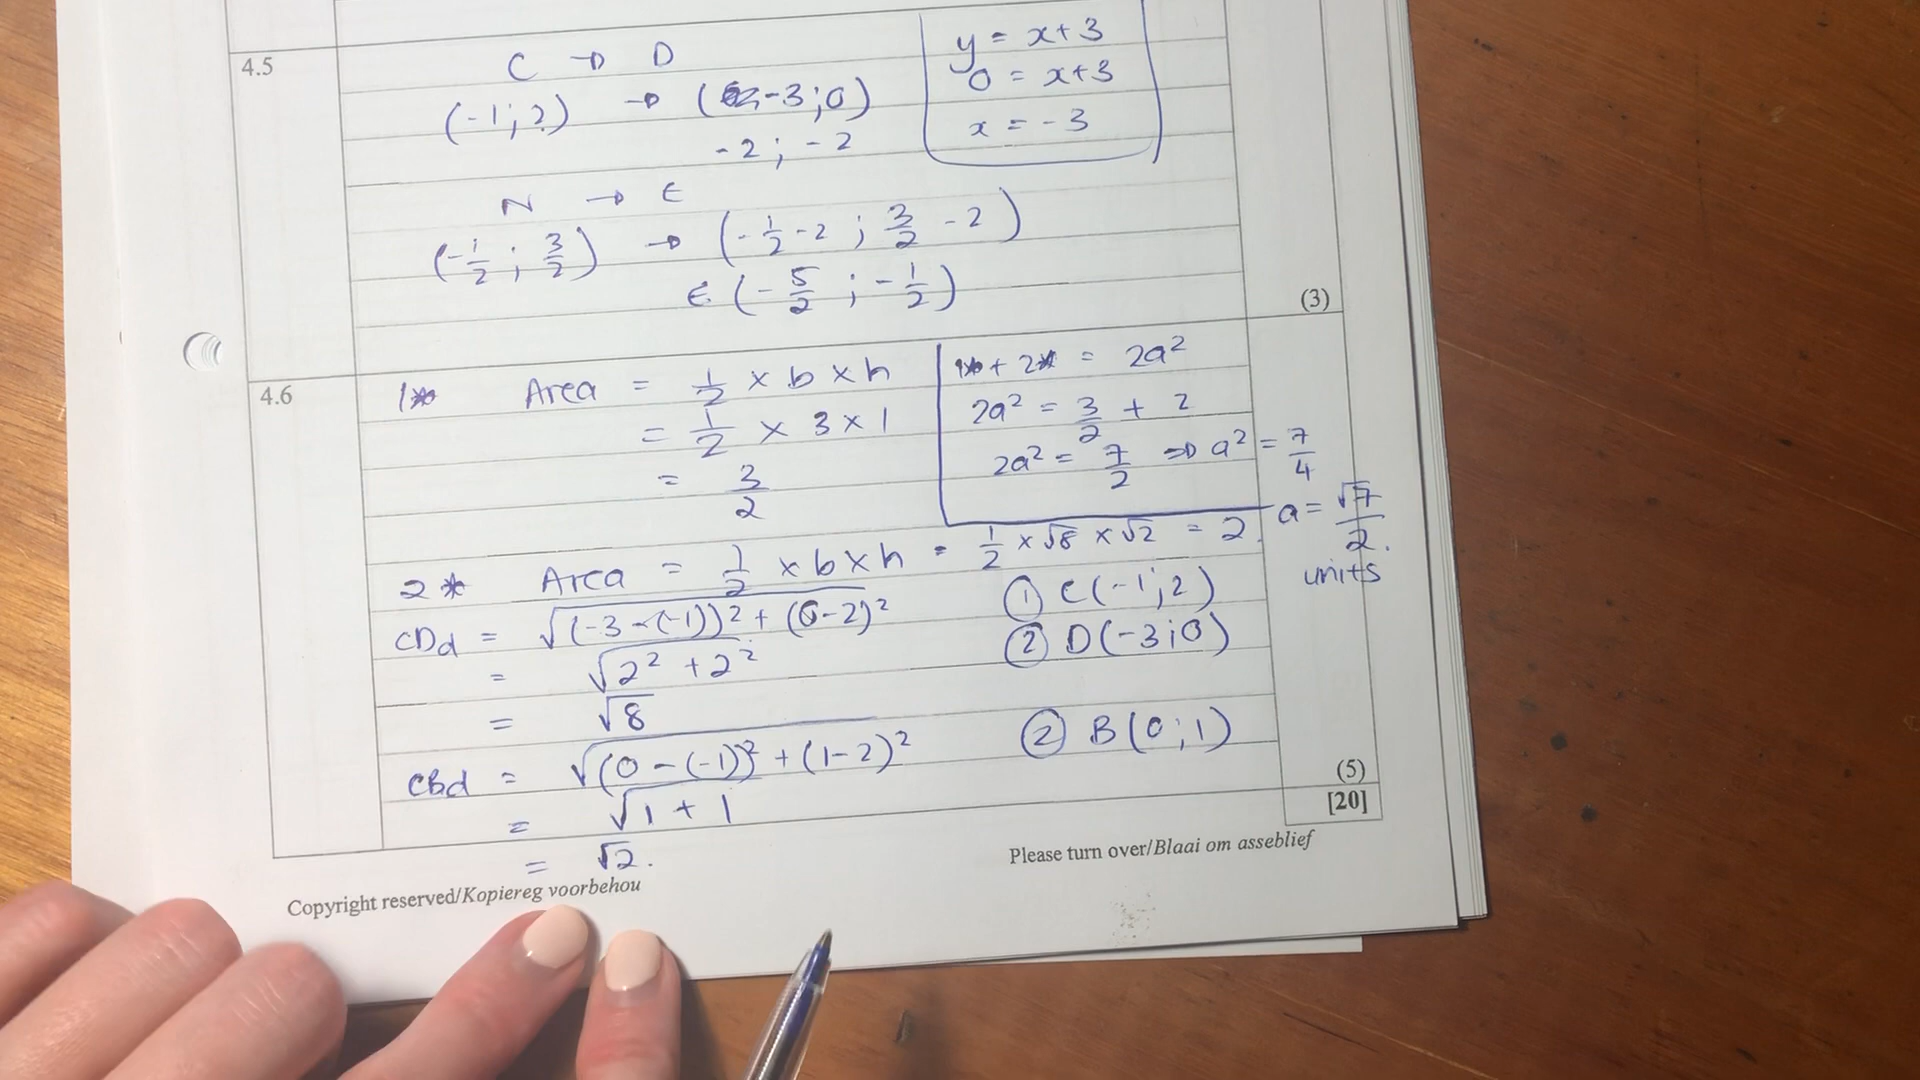 4.5
C → D
(-1;2) → (-3;0)
-2; -2
y = x+3
0 = x+3
x = -3
N → E
(-1/2 ; 3/2) → (-1/2 -2 ; 3/2 -2)
E (-5/2 ; -1/2)
(3)
4.6
1* Area = 1/2 × b × h
= 1/2 × 3 × 1
= 3/2
1* + 2* = 2a²
2a² = 3/2 + 2
2a² = 7/2 ⇒ a² = 7/4
a = √7/2.
units
2* Area = 1/2 × b × h = 1/2 × √8 × √2 = 2.
CDd = √(-3-(-1))² + (0-2)²
= √2² + 2²
= √8
① C(-1;2)
② D(-3;0)
CBd = √(0-(-1))² + (1-2)²
= √1 + 1
= √2.
② B(0;1)
(5)
[20]
Copyright reserved/Kopiereg voorbehou
Please turn over/Blaai om asseblief